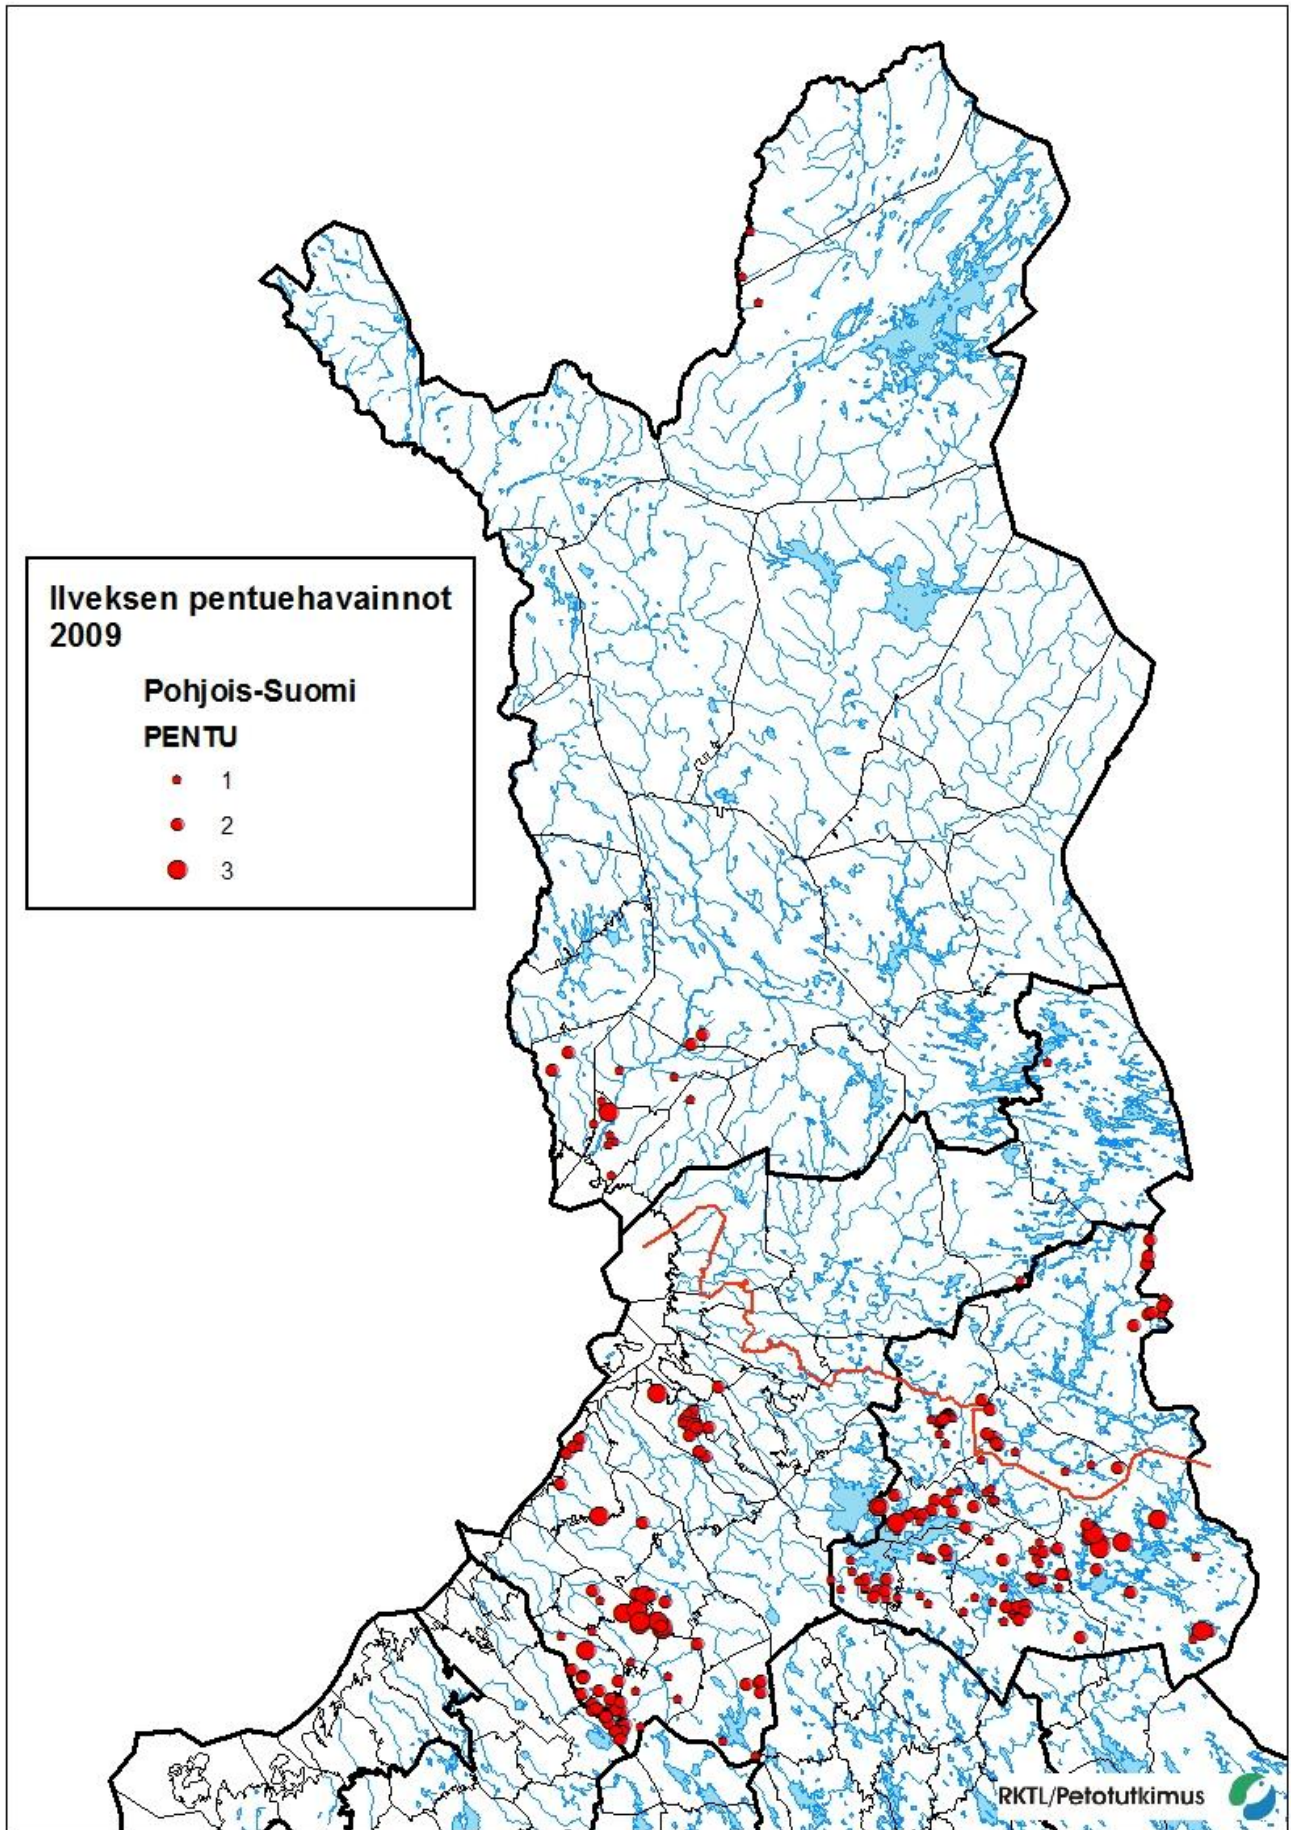 Ilveksen pentuehavainnot
2009
Pohjois-Suomi
PENTU
1
2
3
RKTL/Petotutkimus